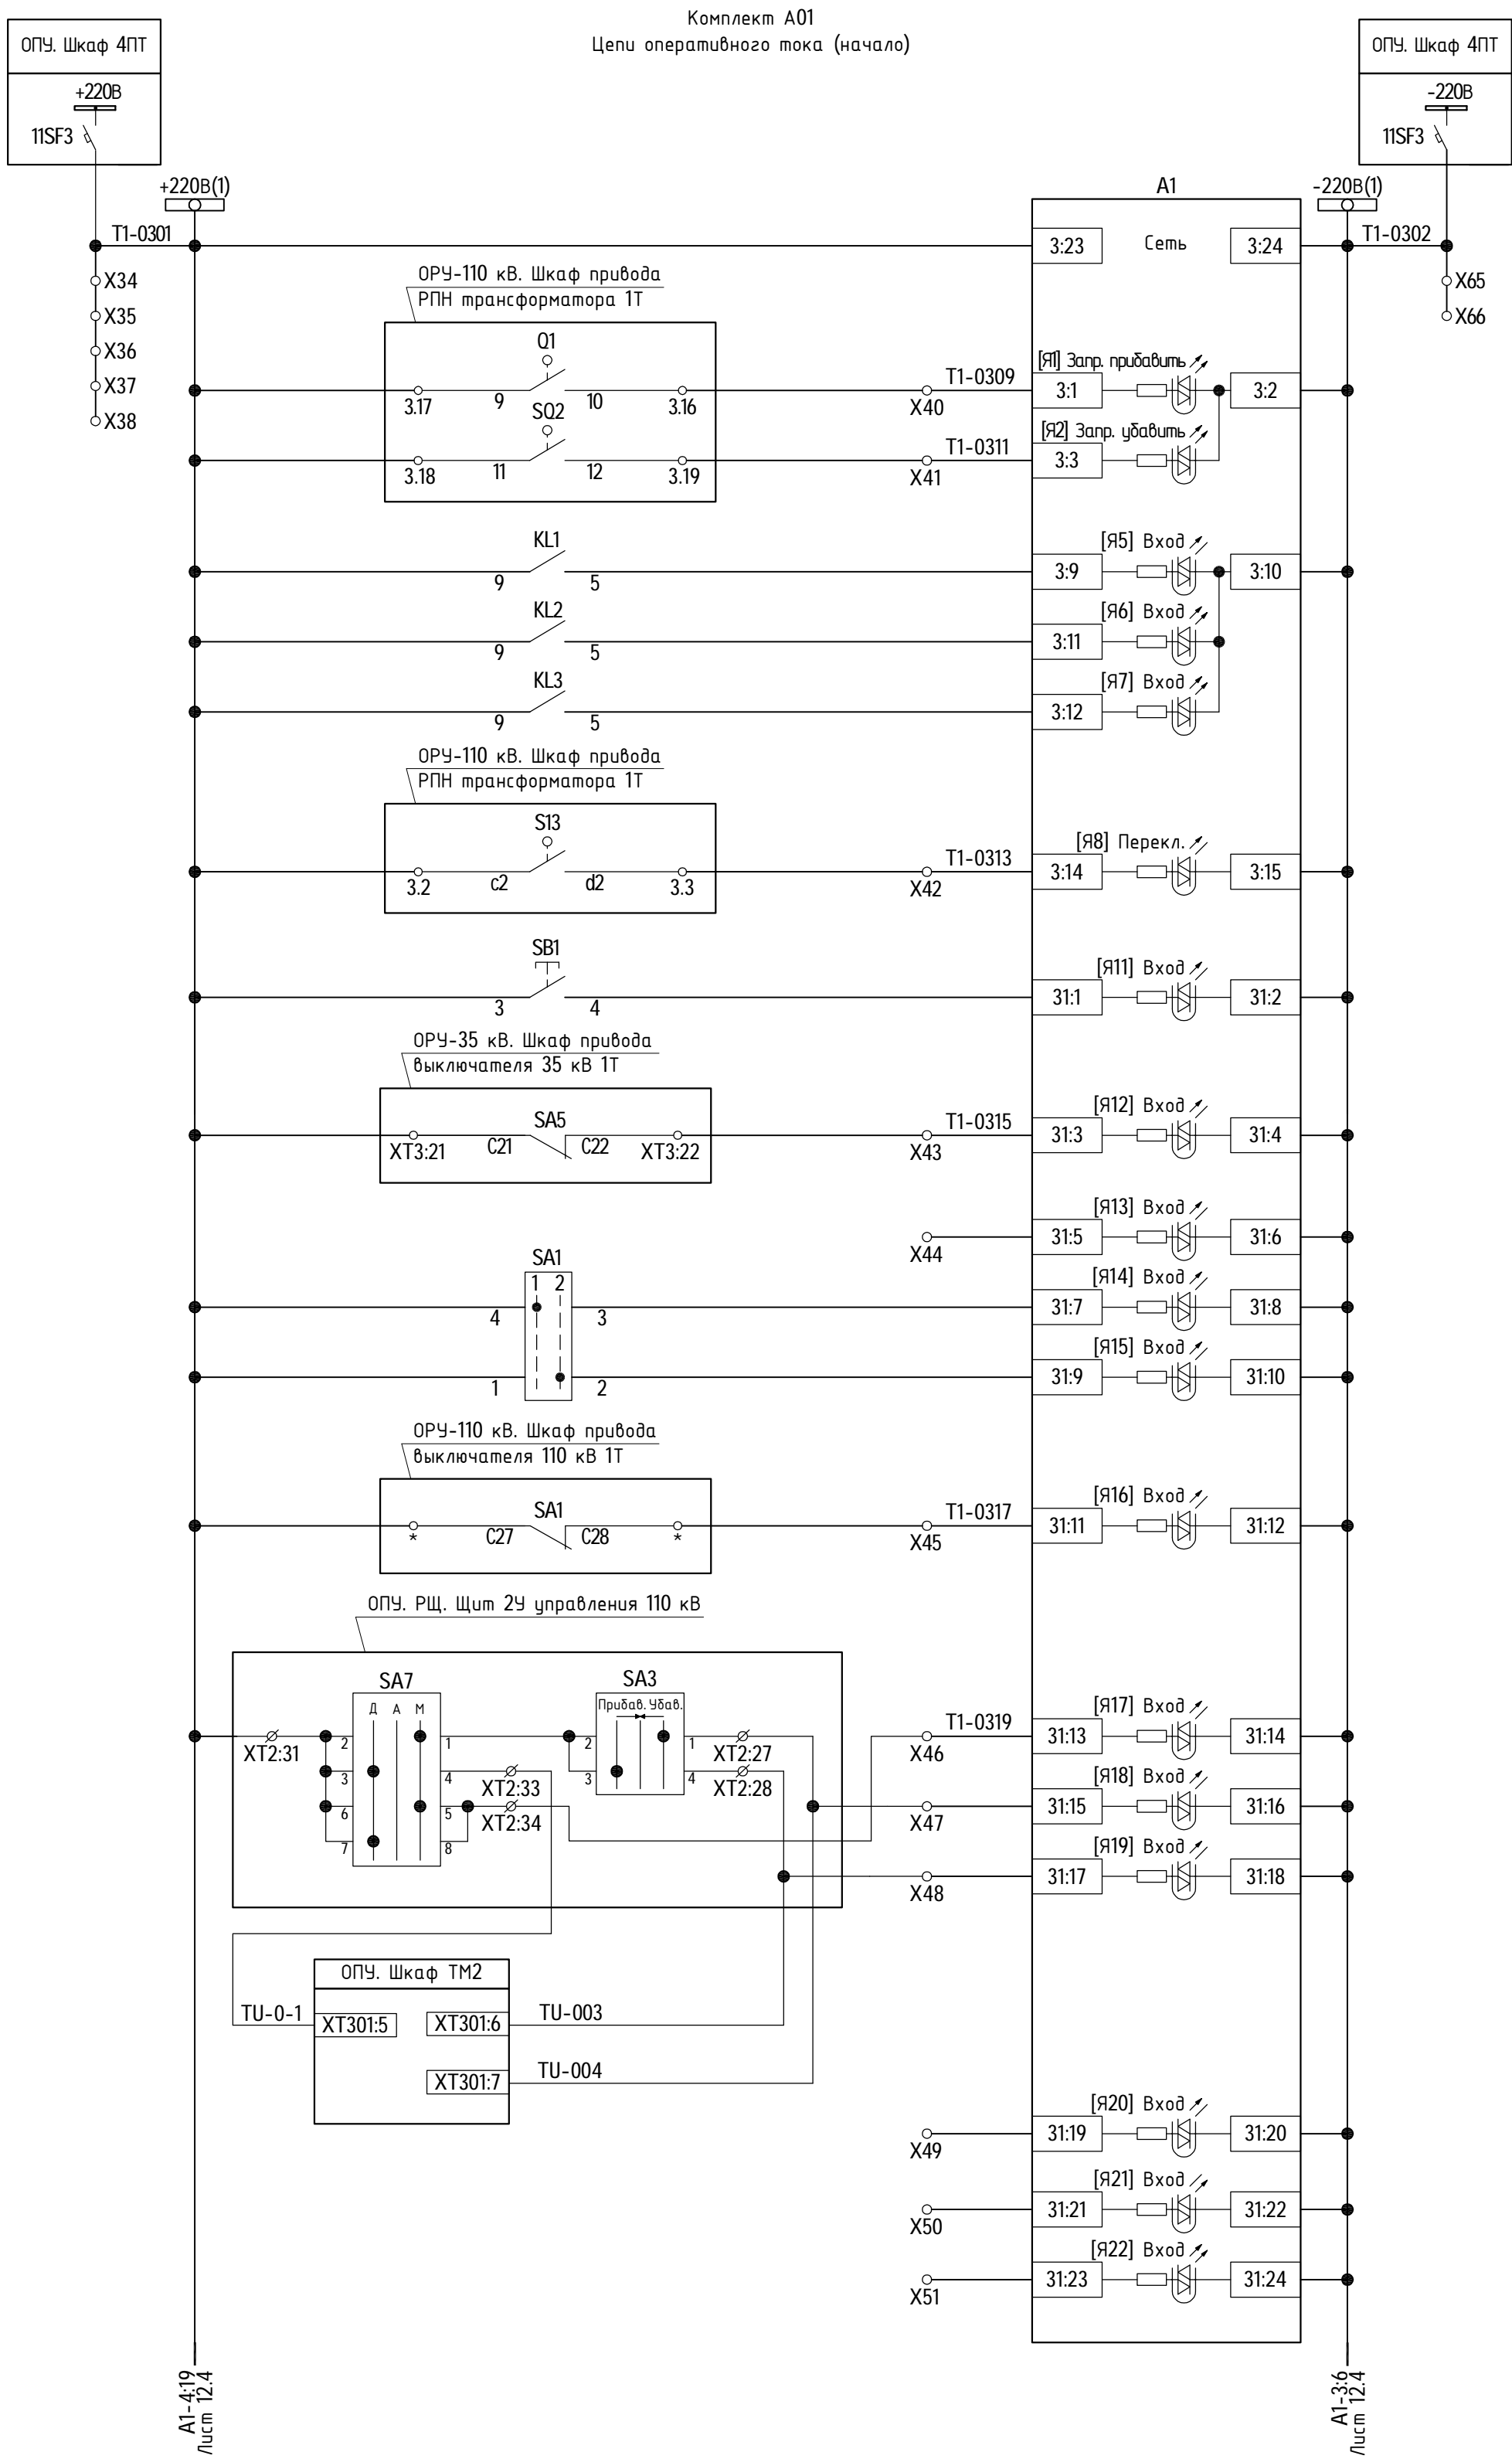 Комплект А01
Цепи оперативного тока (начало)
ОПУ. Шкаф 4ПТ
+220В
11SF3
ОПУ. Шкаф 4ПТ
-220В
11SF3
+220В(1)
A1
-220В(1)
T1-0301
3:23
Сеть
3:24
T1-0302
X34
X35
X36
X37
X38
X65
X66
ОРУ-110 кВ. Шкаф привода
РПН трансформатора 1Т
Q1
3.17
9
10
3.16
X40
T1-0309
[Я1] Запр. прибавить
3:1
3:2
SQ2
3.18
11
12
3.19
X41
T1-0311
[Я2] Запр. убавить
3:3
KL1
9
5
[Я5] Вход
3:9
3:10
KL2
9
5
[Я6] Вход
3:11
KL3
9
5
[Я7] Вход
3:12
ОРУ-110 кВ. Шкаф привода
РПН трансформатора 1Т
S13
3.2
c2
d2
3.3
X42
T1-0313
[Я8] Перекл.
3:14
3:15
SB1
3
4
[Я11] Вход
31:1
31:2
ОРУ-35 кВ. Шкаф привода
выключателя 35 кВ 1Т
SA5
XT3:21
C21
C22
XT3:22
X43
T1-0315
[Я12] Вход
31:3
31:4
X44
[Я13] Вход
31:5
31:6
SA1
1 2
4
3
[Я14] Вход
31:7
31:8
1
2
[Я15] Вход
31:9
31:10
ОРУ-110 кВ. Шкаф привода
выключателя 110 кВ 1Т
SA1
*
C27
C28
*
X45
T1-0317
[Я16] Вход
31:11
31:12
ОПУ. РЩ. Щит 2У управления 110 кВ
SA7
Д А М
SA3
Прибав. Убав.
XT2:31
2
1
3
4
6
5
7
8
XT2:33
XT2:34
2
1
3
4
XT2:27
XT2:28
X46
T1-0319
[Я17] Вход
31:13
31:14
X47
[Я18] Вход
31:15
31:16
X48
[Я19] Вход
31:17
31:18
ОПУ. Шкаф ТМ2
TU-0-1
XT301:5
XT301:6
TU-003
XT301:7
TU-004
X49
[Я20] Вход
31:19
31:20
X50
[Я21] Вход
31:21
31:22
X51
[Я22] Вход
31:23
31:24
A1-4:19
Лист 12.4
A1-3:6
Лист 12.4